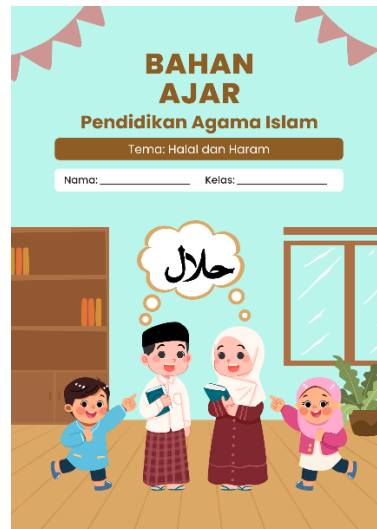 BAHAN
AJAR
Pendidikan Agama Islam
Tema: Halal dan Haram
Nama: Kelas:
حلال